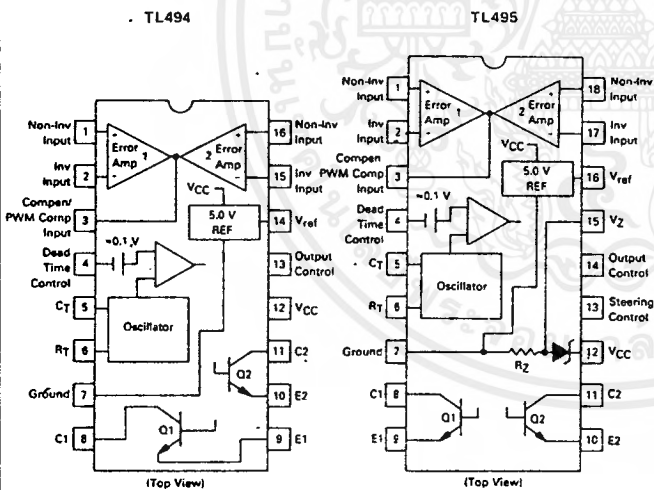 TL494
Non-Inv
Input
1
Inv
Input
2
Compen/
PWM Comp
Input
3
≈0.1 V
Dead
Time
Control
4
CT
5
RT
6
Ground
7
C1
8
Error
Amp
1
2
Error
Amp
VCC
5.0 V
REF
Oscillator
Q2
Q1
16
Non-Inv
Input
15
Inv
Input
14
Vref
13
Output
Control
12
VCC
11
C2
10
E2
9
E1
(Top View)
TL495
Non-Inv
Input
1
Inv
Input
2
Compen
PWM Comp
Input
3
≈0.1 V
Dead
Time
Control
4
CT
5
RT
6
Ground
7
C1
8
E1
9
Error
Amp
1
2
Error
Amp
VCC
5.0 V
REF
Oscillator
RZ
Q1
Q2
18
Non-Inv
Input
17
Inv
Input
16
Vref
15
VZ
14
Output
Control
13
Steering
Control
12
VCC
11
C2
10
E2
(Top View)